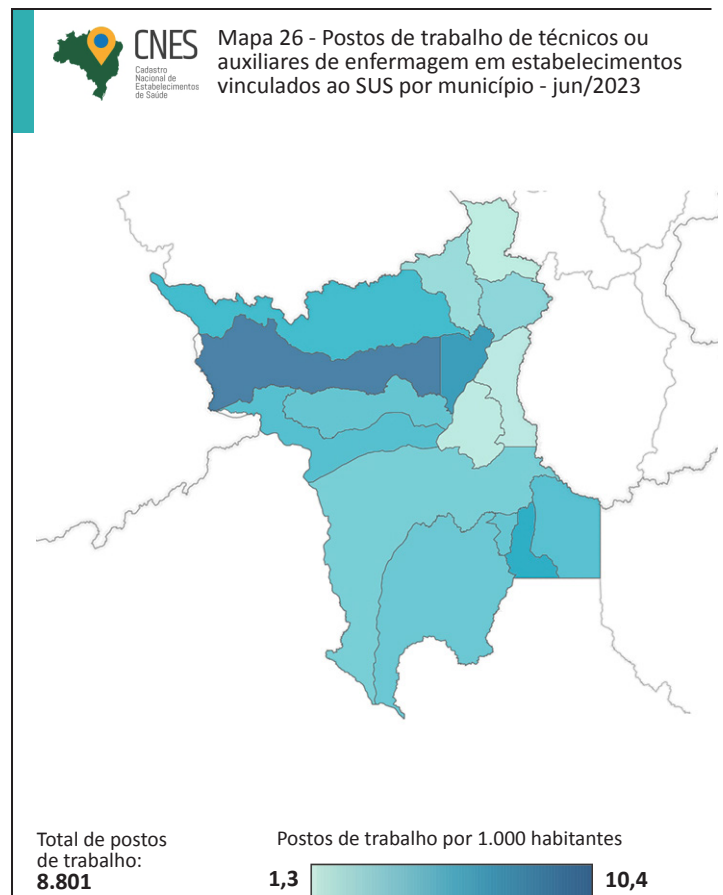 CNES
Cadastro
Nacional de
Estabelecimentos
de Saúde
Mapa 26 - Postos de trabalho de técnicos ou
auxiliares de enfermagem em estabelecimentos
vinculados ao SUS por município - jun/2023
Total de postos
de trabalho:
8.801
Postos de trabalho por 1.000 habitantes
1,3
10,4